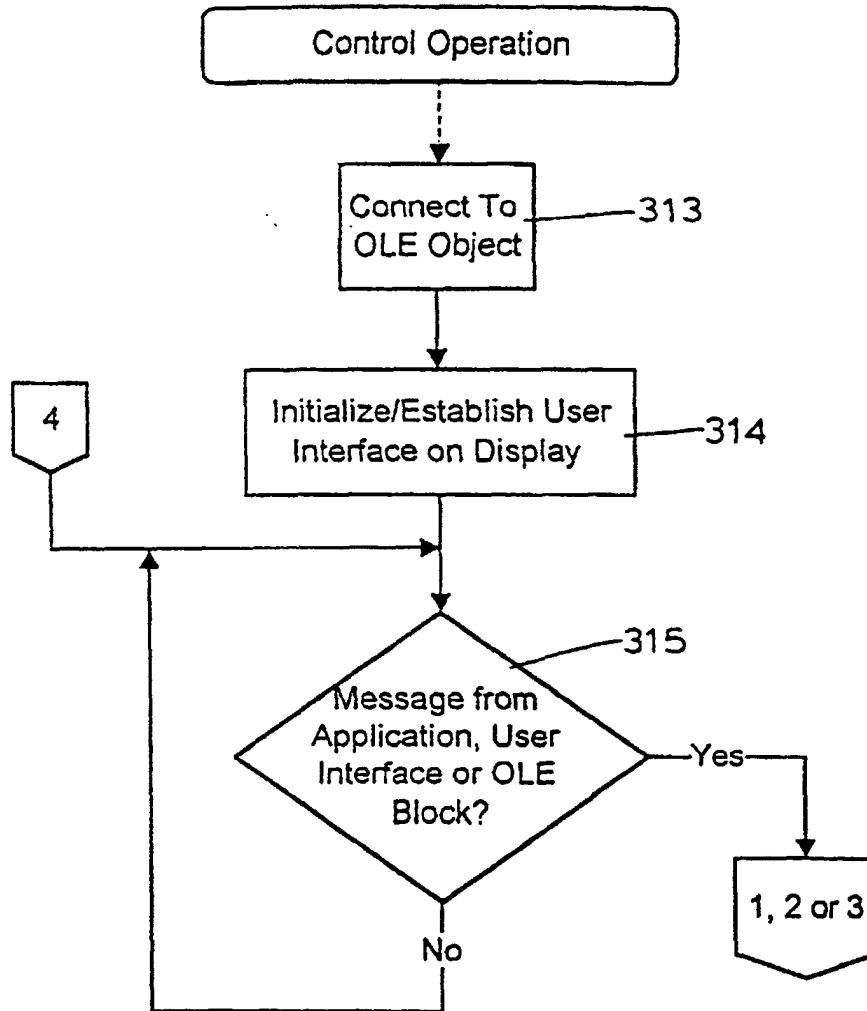 Control Operation
Connect To
OLE Object
313
Initialize/Establish User
Interface on Display
314
4
315
Message from
Application, User
Interface or OLE
Block?
Yes
1, 2 or 3
No